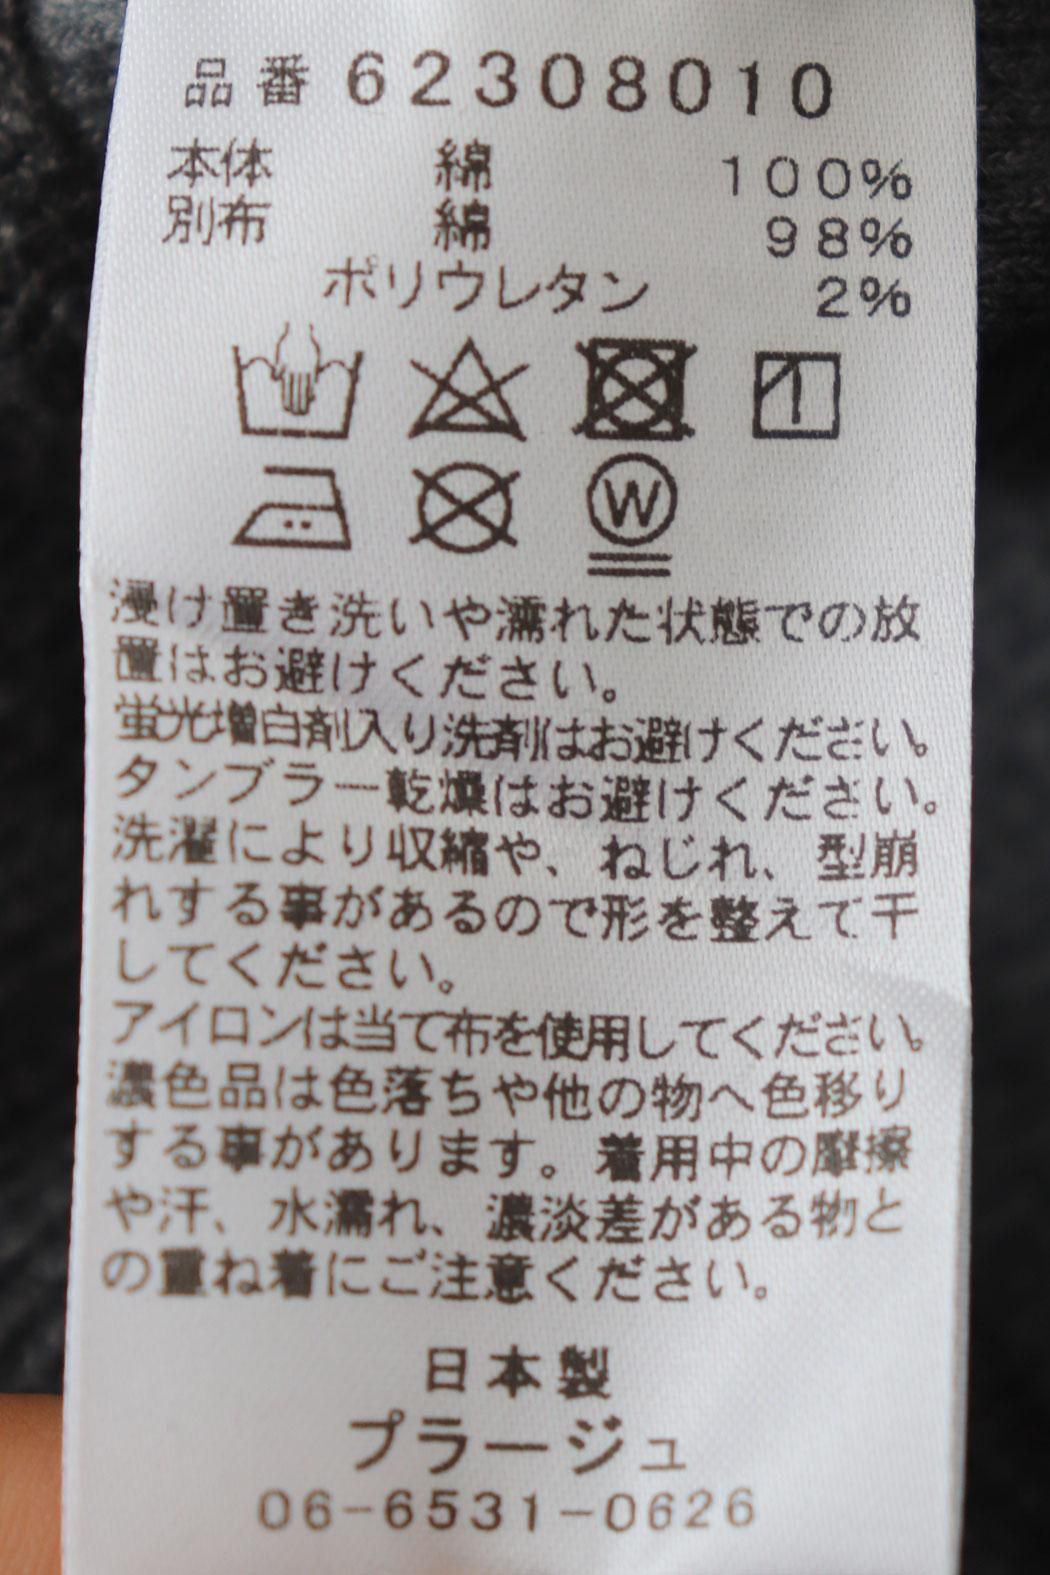 品番 62308010
本体 綿 100%
別布 綿 98%
ポリウレタン 2%
W
浸け置き洗いや濡れた状態での放
置はお避けください。
蛍光増白剤入り洗剤はお避けください。
タンブラー乾燥はお避けください。
洗濯により収縮や、ねじれ、型崩
れする事があるので形を整えて干
してください。
アイロンは当て布を使用してください。
濃色品は色落ちや他の物へ色移り
する事があります。着用中の摩擦
や汗、水漏れ、濃淡差がある物と
の重ね着にご注意ください。
日本製
プラージュ
06-6531-0626